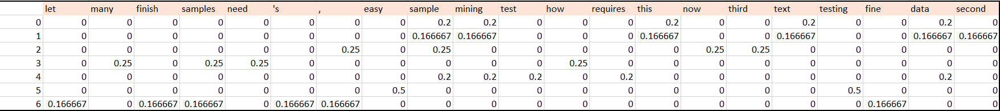 let many finish samples need 's , easy sample mining test how requires this now third text testing fine data second
0 0 0 0 0 0 0 0 0 0.2 0.2 0 0 0 0.2 0 0 0.2 0 0 0.2 0
1 0 0 0 0 0 0 0 0 0.166667 0.166667 0 0 0 0.166667 0 0 0.166667 0 0 0.166667 0.166667
2 0 0 0 0 0 0 0.25 0 0.25 0 0 0 0 0 0.25 0.25 0 0 0 0 0
3 0 0.25 0 0.25 0.25 0 0 0 0 0 0 0.25 0 0 0 0 0 0 0 0 0
4 0 0 0 0 0 0 0 0 0.2 0.2 0.2 0 0.2 0 0 0 0 0 0 0.2 0
5 0 0 0 0 0 0 0 0.5 0 0 0 0 0 0 0 0 0 0.5 0 0 0
6 0.166667 0 0.166667 0.166667 0 0.166667 0.166667 0 0 0 0 0 0 0 0 0 0 0 0.166667 0 0